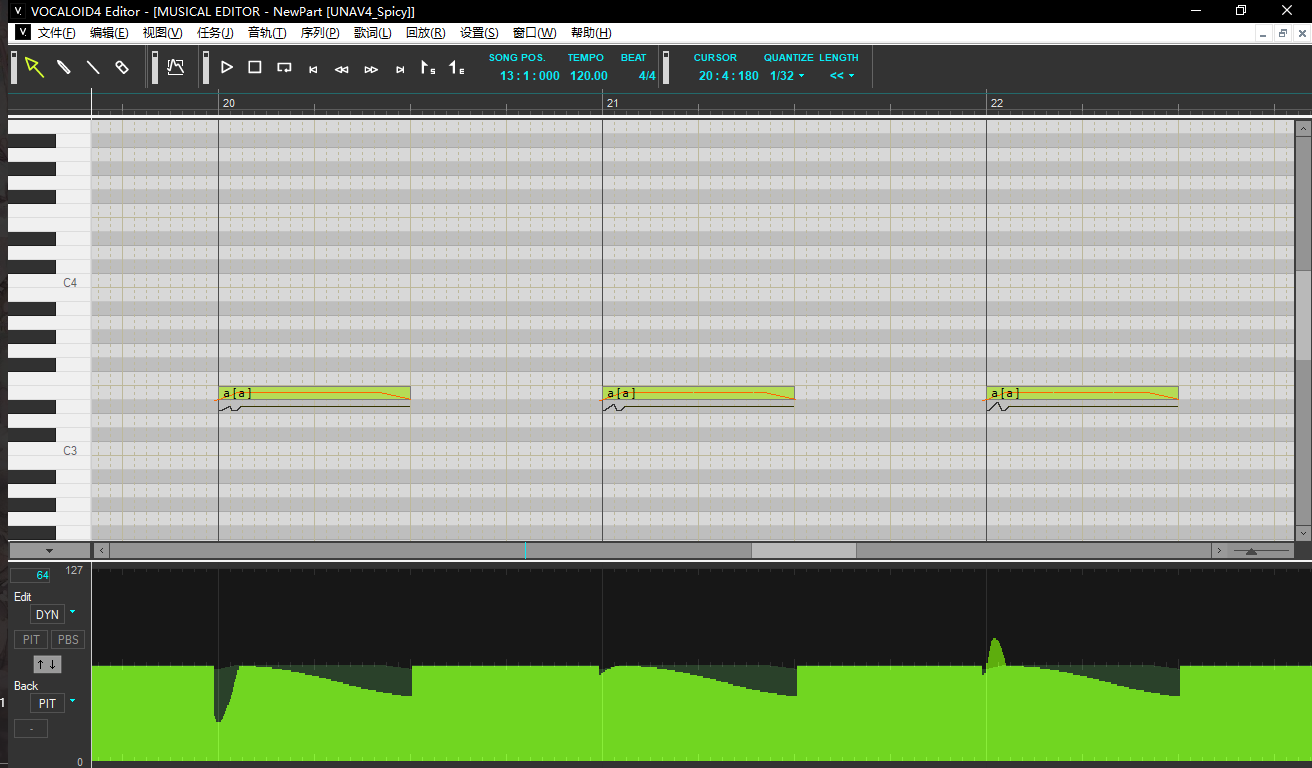 VOCALOID4 Editor - [MUSICAL EDITOR - NewPart [UNAV4_Spicy]]
文件(F) 编辑(E) 视图(V) 任务(J) 音轨(T) 序列(P) 歌词(L) 回放(R) 设置(S) 窗口(W) 帮助(H)
SONG POS. TEMPO BEAT CURSOR QUANTIZE LENGTH
13 : 1 : 000 120.00 4/4 20 : 4 : 180 1/32 <<
20 21 22
C4
a [a] a [a] a [a]
C3
64 127
Edit
DYN
PIT PBS
Back
1 PIT
-
0